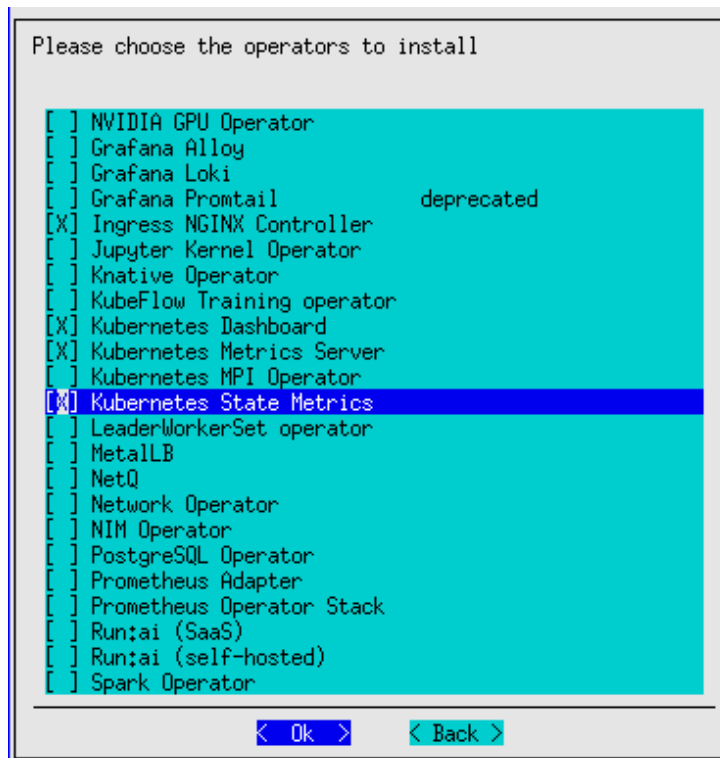 Please choose the operators to install
[ ] NVIDIA GPU Operator
[ ] Grafana Alloy
[ ] Grafana Loki
[ ] Grafana Promtail deprecated
[X] Ingress NGINX Controller
[ ] Jupyter Kernel Operator
[ ] Knative Operator
[ ] KubeFlow Training operator
[X] Kubernetes Dashboard
[X] Kubernetes Metrics Server
[ ] Kubernetes MPI Operator
[X] Kubernetes State Metrics
[ ] LeaderWorkerSet operator
[ ] MetalLB
[ ] NetQ
[ ] Network Operator
[ ] NIM Operator
[ ] PostgreSQL Operator
[ ] Prometheus Adapter
[ ] Prometheus Operator Stack
[ ] Run:ai (SaaS)
[ ] Run:ai (self-hosted)
[ ] Spark Operator
< Ok > < Back >